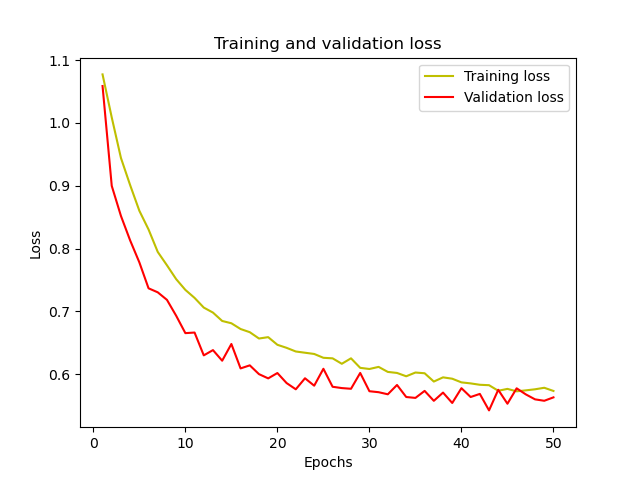 Training and validation loss
1.1
1.0
0.9
0.8
0.7
0.6
Loss
Training loss
Validation loss
0 10 20 30 40 50
Epochs